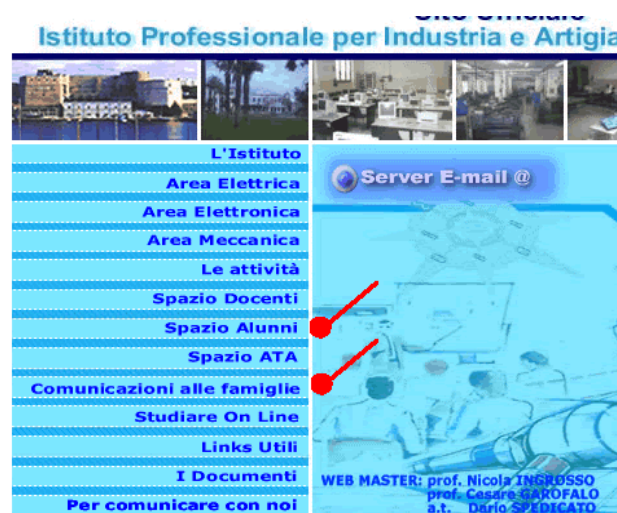 Sito Ufficiale
Istituto Professionale per Industria e Artigia
L'Istituto
Area Elettrica
Server E-mail @
Area Elettronica
Area Meccanica
Le attività
Spazio Docenti
Spazio Alunni
Spazio ATA
Comunicazioni alle famiglie
Studiare On Line
Links Utili
I Documenti
Per comunicare con noi
WEB MASTER: prof. Nicola INGROSSO
prof. Cesare GAROFALO
a.t. Dario SPEDICATO